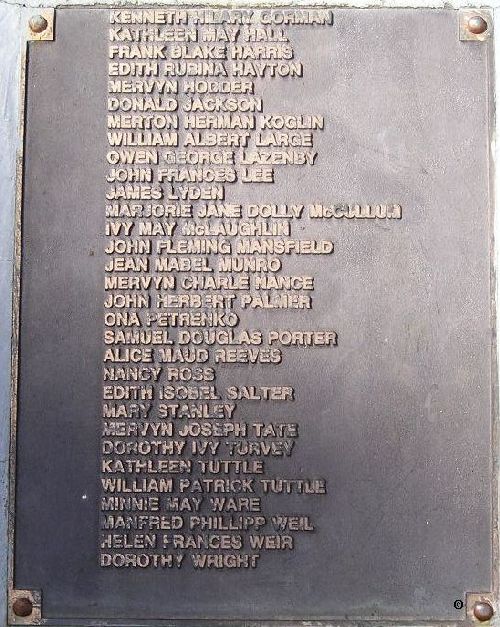 KENNETH HILARY GORMAN
KATHLEEN MAY HALL
FRANK BLAKE HARRIS
EDITH RUBINA HAYTON
MERVYN HODDER
DONALD JACKSON
MERTON HERMAN KOGLIN
WILLIAM ALBERT LARGE
OWEN GEORGE LAZENBY
JOHN FRANCES LEE
JAMES LYDEN
MARJORIE JANE DOLLY McCULLUM
IVY MAY McLAUGHLIN
JOHN FLEMING MANSFIELD
JEAN MABEL MUNRO
MERVYN CHARLE NANCE
JOHN HERBERT PALMER
ONA PETRENKO
SAMUEL DOUGLAS PORTER
ALICE MAUD REEVES
NANCY ROSS
EDITH ISOBEL SALTER
MARY STANLEY
MERVYN JOSEPH TATE
DOROTHY IVY TURVEY
KATHLEEN TUTTLE
WILLIAM PATRICK TUTTLE
MINNIE MAY WARE
MANFRED PHILLIPP WEIL
HELEN FRANCES WEIR
DOROTHY WRIGHT